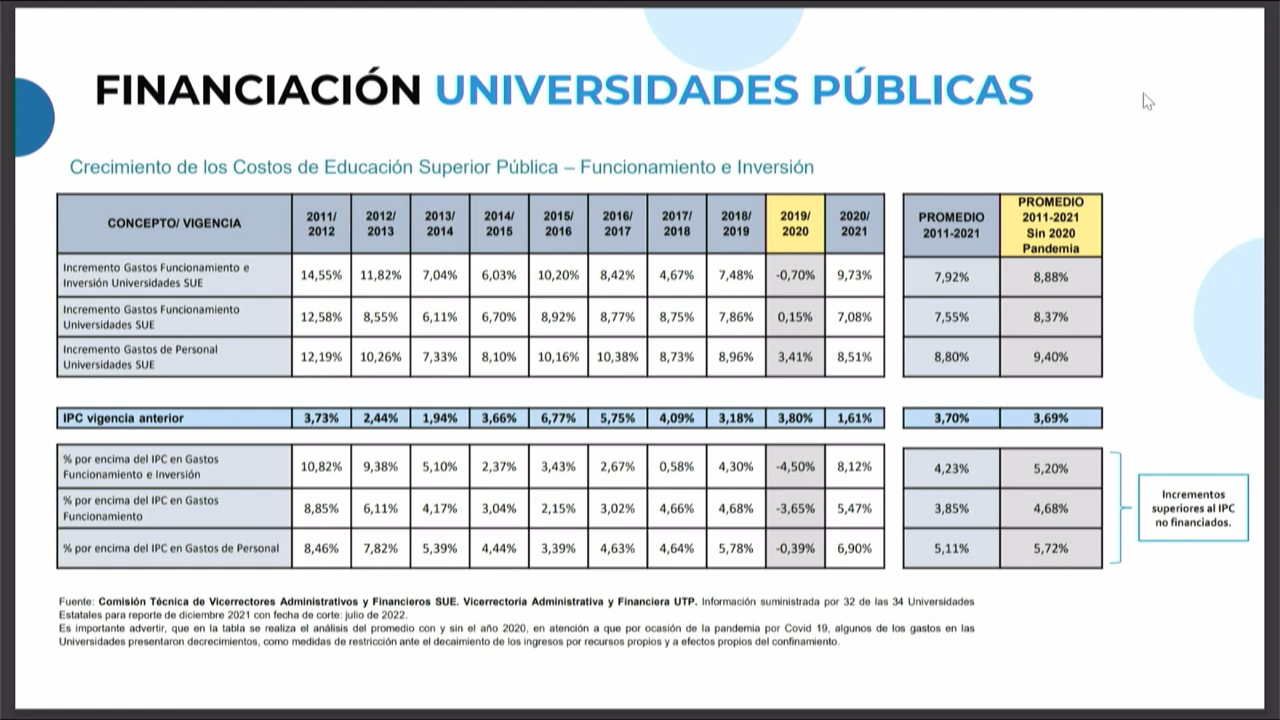 FINANCIACIÓN UNIVERSIDADES PÚBLICAS
Crecimiento de los Costos de Educación Superior Pública – Funcionamiento e Inversión
CONCEPTO/ VIGENCIA 2011/ 2012 2012/ 2013 2013/ 2014 2014/ 2015 2015/ 2016 2016/ 2017 2017/ 2018 2018/ 2019 2019/ 2020 2020/ 2021 PROMEDIO 2011-2021 PROMEDIO 2011-2021 Sin 2020 Pandemia
Incremento Gastos Funcionamiento e Inversión Universidades SUE 14,55% 11,82% 7,04% 6,03% 10,20% 8,42% 4,67% 7,48% -0,70% 9,73% 7,92% 8,88%
Incremento Gastos Funcionamiento Universidades SUE 12,58% 8,55% 6,11% 6,70% 8,92% 8,77% 8,75% 7,86% 0,15% 7,08% 7,55% 8,37%
Incremento Gastos de Personal Universidades SUE 12,19% 10,26% 7,33% 8,10% 10,16% 10,38% 8,73% 8,96% 3,41% 8,51% 8,80% 9,40%
IPC vigencia anterior 3,73% 2,44% 1,94% 3,66% 6,77% 5,75% 4,09% 3,18% 3,80% 1,61% 3,70% 3,69%
% por encima del IPC en Gastos Funcionamiento e Inversión 10,82% 9,38% 5,10% 2,37% 3,43% 2,67% 0,58% 4,30% -4,50% 8,12% 4,23% 5,20%
% por encima del IPC en Gastos Funcionamiento 8,85% 6,11% 4,17% 3,04% 2,15% 3,02% 4,66% 4,68% -3,65% 5,47% 3,85% 4,68%
% por encima del IPC en Gastos de Personal 8,46% 7,82% 5,39% 4,44% 3,39% 4,63% 4,64% 5,78% -0,39% 6,90% 5,11% 5,72%
Incrementos
superiores al IPC
no financiados.
Fuente: Comisión Técnica de Vicerrectores Administrativos y Financieros SUE. Vicerrectoría Administrativa y Financiera UTP. Información suministrada por 32 de las 34 Universidades
Estatales para reporte de diciembre 2021 con fecha de corte: julio de 2022.
Es importante advertir, que en la tabla se realiza el análisis del promedio con y sin el año 2020, en atención a que por ocasión de la pandemia por Covid 19, algunos de los gastos en las
Universidades presentaron decrecimientos, como medidas de restricción ante el decaimiento de los ingresos por recursos propios y a efectos propios del confinamiento.